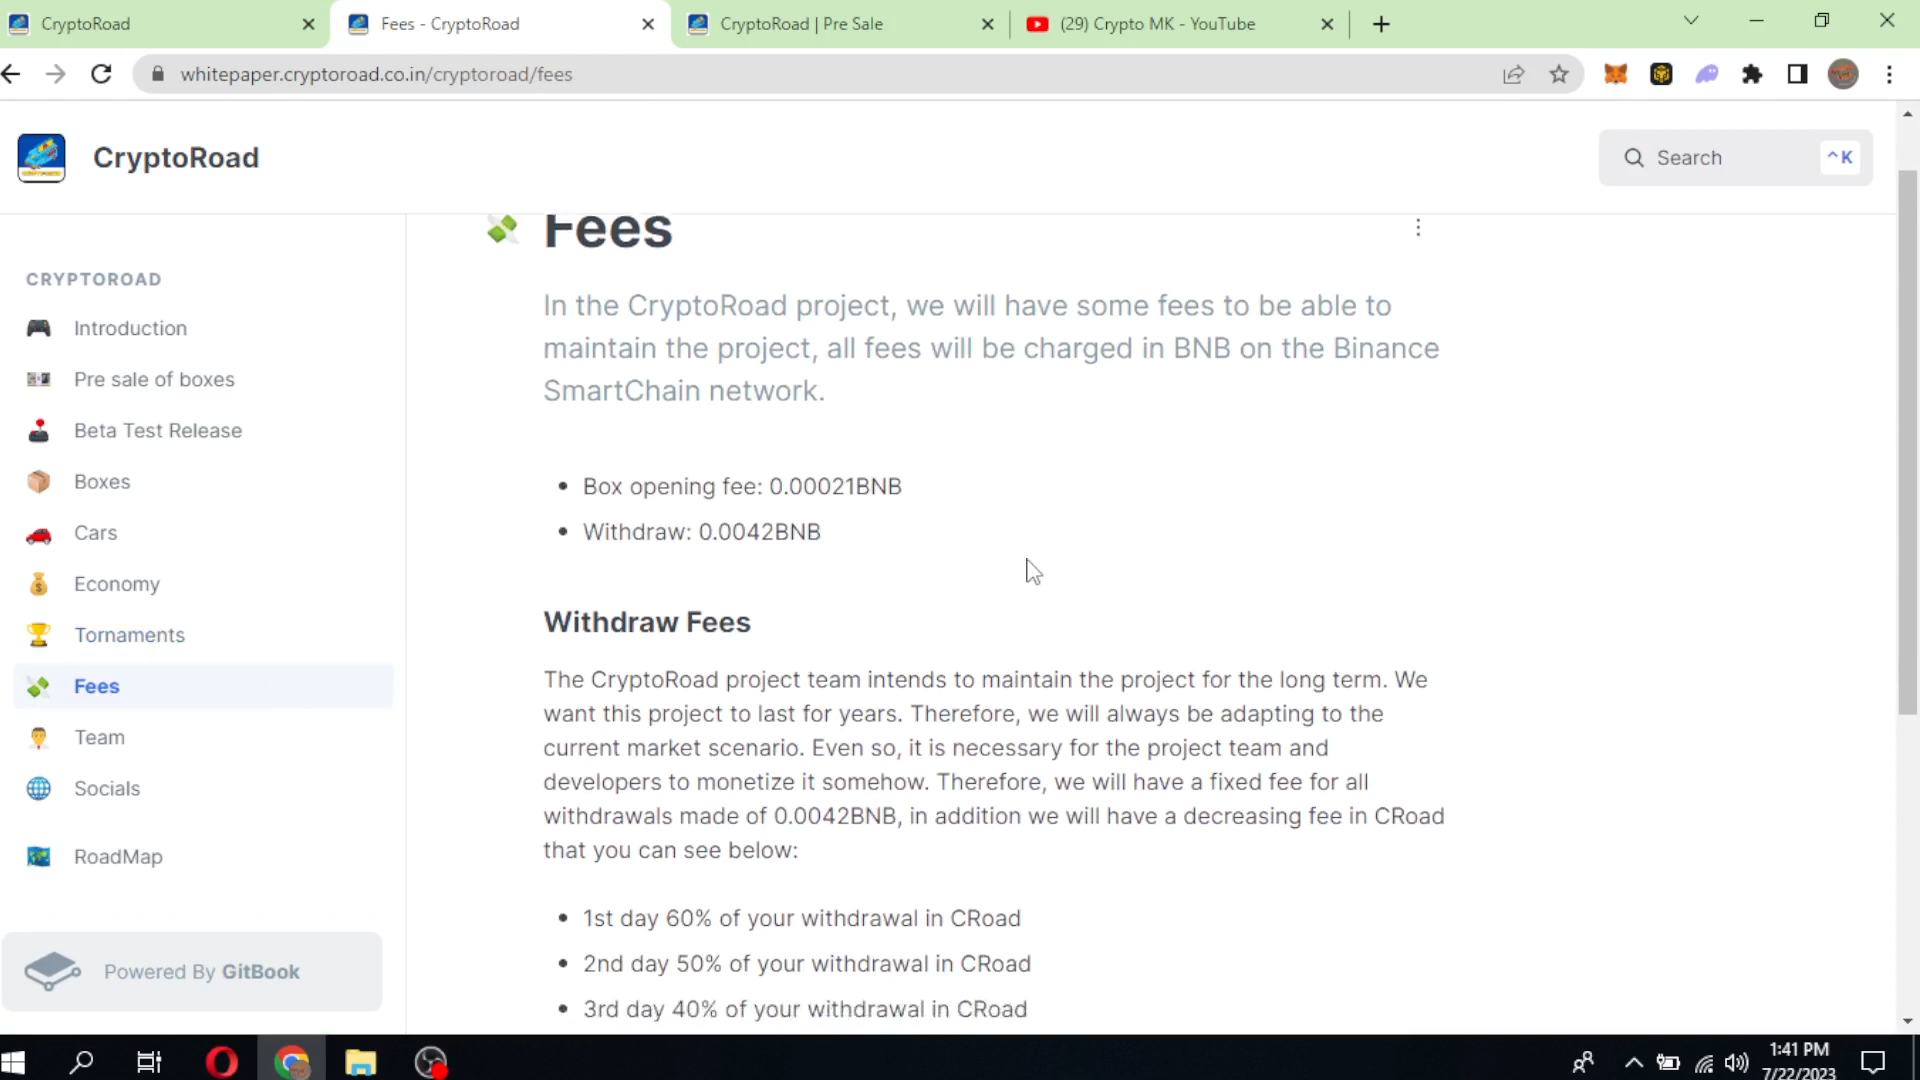 CryptoRoad
Fees - CryptoRoad
CryptoRoad | Pre Sale
(29) Crypto MK - YouTube
whitepaper.cryptoroad.co.in/cryptoroad/fees
CryptoRoad
Search
^K
CRYPTOROAD
Introduction
Pre sale of boxes
Beta Test Release
Boxes
Cars
Economy
Tornaments
Fees
Team
Socials
RoadMap
Powered By GitBook
Fees
In the CryptoRoad project, we will have some fees to be able to
maintain the project, all fees will be charged in BNB on the Binance
SmartChain network.
• Box opening fee: 0.00021BNB
• Withdraw: 0.0042BNB
Withdraw Fees
The CryptoRoad project team intends to maintain the project for the long term. We
want this project to last for years. Therefore, we will always be adapting to the
current market scenario. Even so, it is necessary for the project team and
developers to monetize it somehow. Therefore, we will have a fixed fee for all
withdrawals made of 0.0042BNB, in addition we will have a decreasing fee in CRoad
that you can see below:
• 1st day 60% of your withdrawal in CRoad
• 2nd day 50% of your withdrawal in CRoad
• 3rd day 40% of your withdrawal in CRoad
1:41 PM
7/22/2023